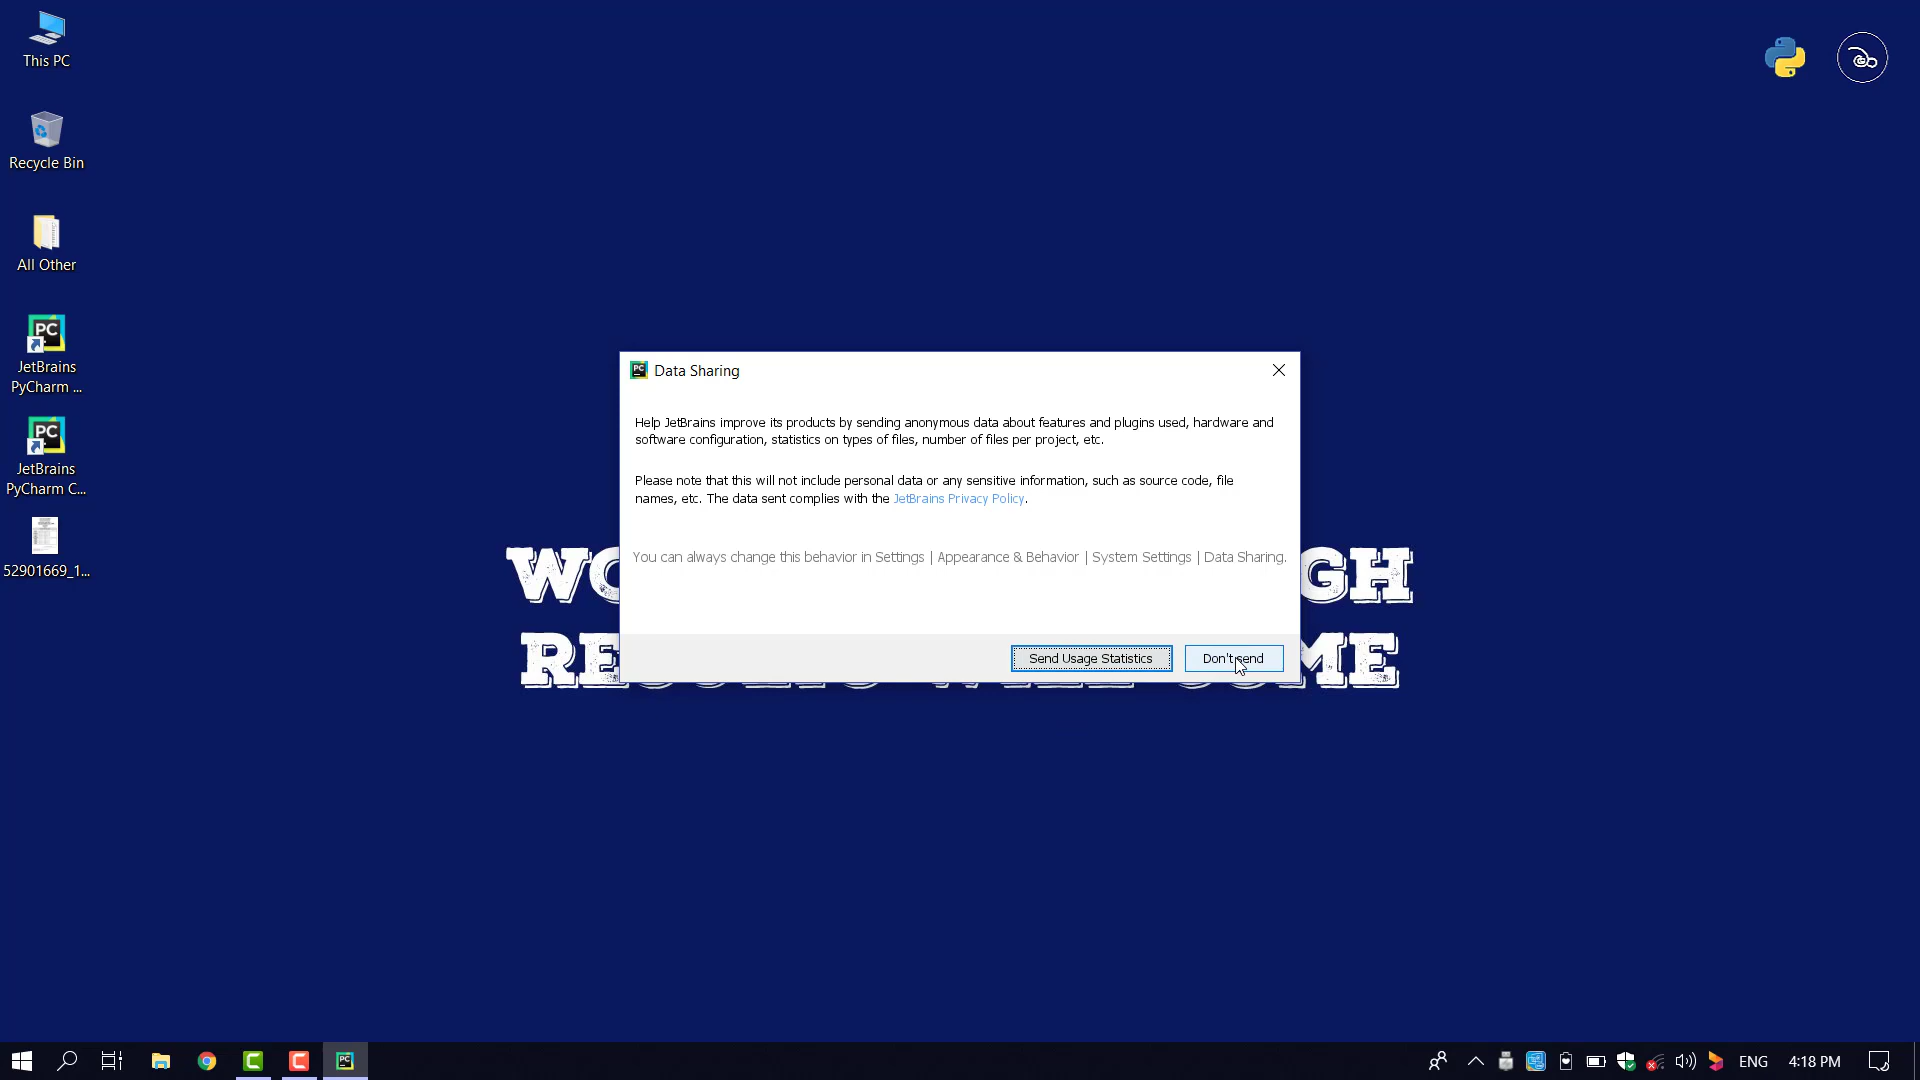 This PC
Recycle Bin
All Other
JetBrains
PyCharm ...
JetBrains
PyCharm C...
52901669_1...
Data Sharing
Help JetBrains improve its products by sending anonymous data about features and plugins used, hardware and
software configuration, statistics on types of files, number of files per project, etc.
Please note that this will not include personal data or any sensitive information, such as source code, file
names, etc. The data sent complies with the JetBrains Privacy Policy.
You can always change this behavior in Settings | Appearance & Behavior | System Settings | Data Sharing.
Send Usage Statistics
Don't send
ENG
4:18 PM